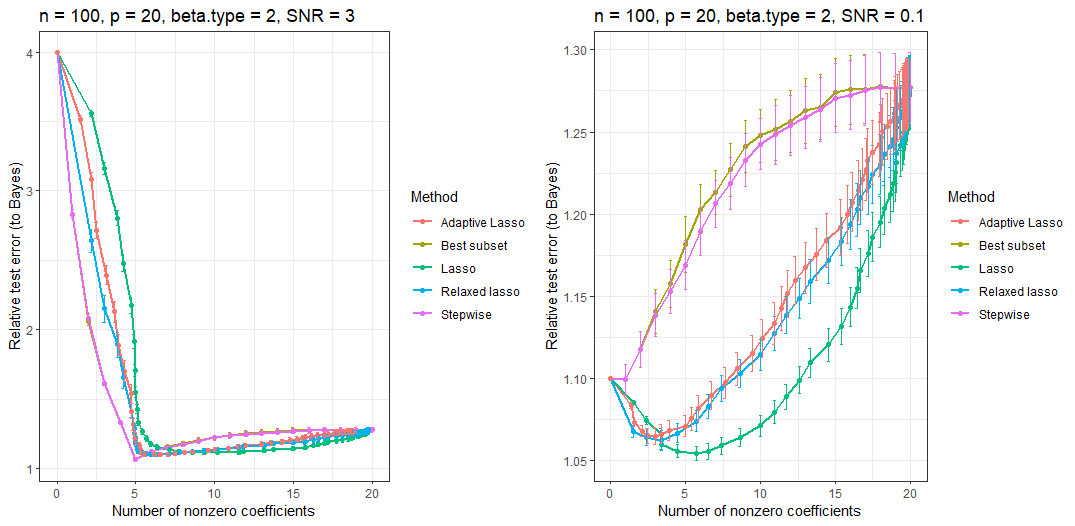 n = 100, p = 20, beta.type = 2, SNR = 3
Relative test error (to Bayes)
4
3
2
1
0
5
10
15
20
Number of nonzero coefficients
Method
Adaptive Lasso
Best subset
Lasso
Relaxed lasso
Stepwise
n = 100, p = 20, beta.type = 2, SNR = 0.1
Relative test error (to Bayes)
1.30
1.25
1.20
1.15
1.10
1.05
0
5
10
15
20
Number of nonzero coefficients
Method
Adaptive Lasso
Best subset
Lasso
Relaxed lasso
Stepwise